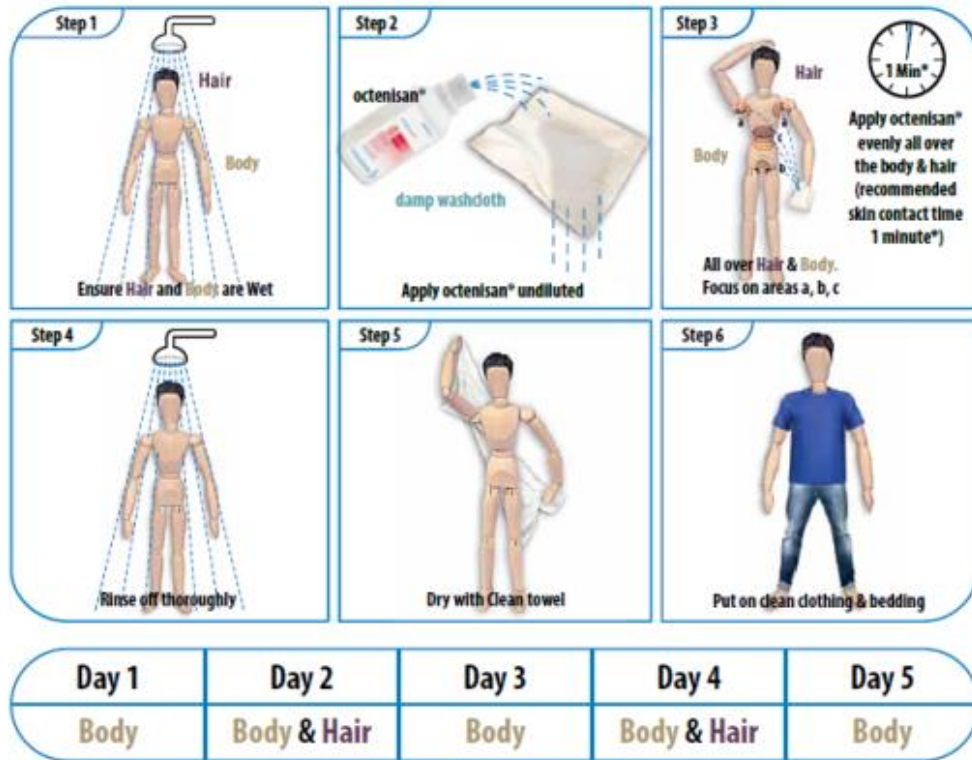 Step 1
Hair
Body
Ensure Hair and Body are Wet
Step 2
octenisan*
damp washcloth
Apply octenisan* undiluted
Step 3
Hair
1 Min*
Body
Apply octenisan*
evenly all over
the body & hair
(recommended
skin contact time
1 minute*)
All over Hair & Body.
Focus on areas a, b, c
Step 4
Rinse off thoroughly
Step 5
Dry with Clean towel
Step 6
Put on clean clothing & bedding
Day 1
Day 2
Day 3
Day 4
Day 5
Body
Body & Hair
Body
Body & Hair
Body